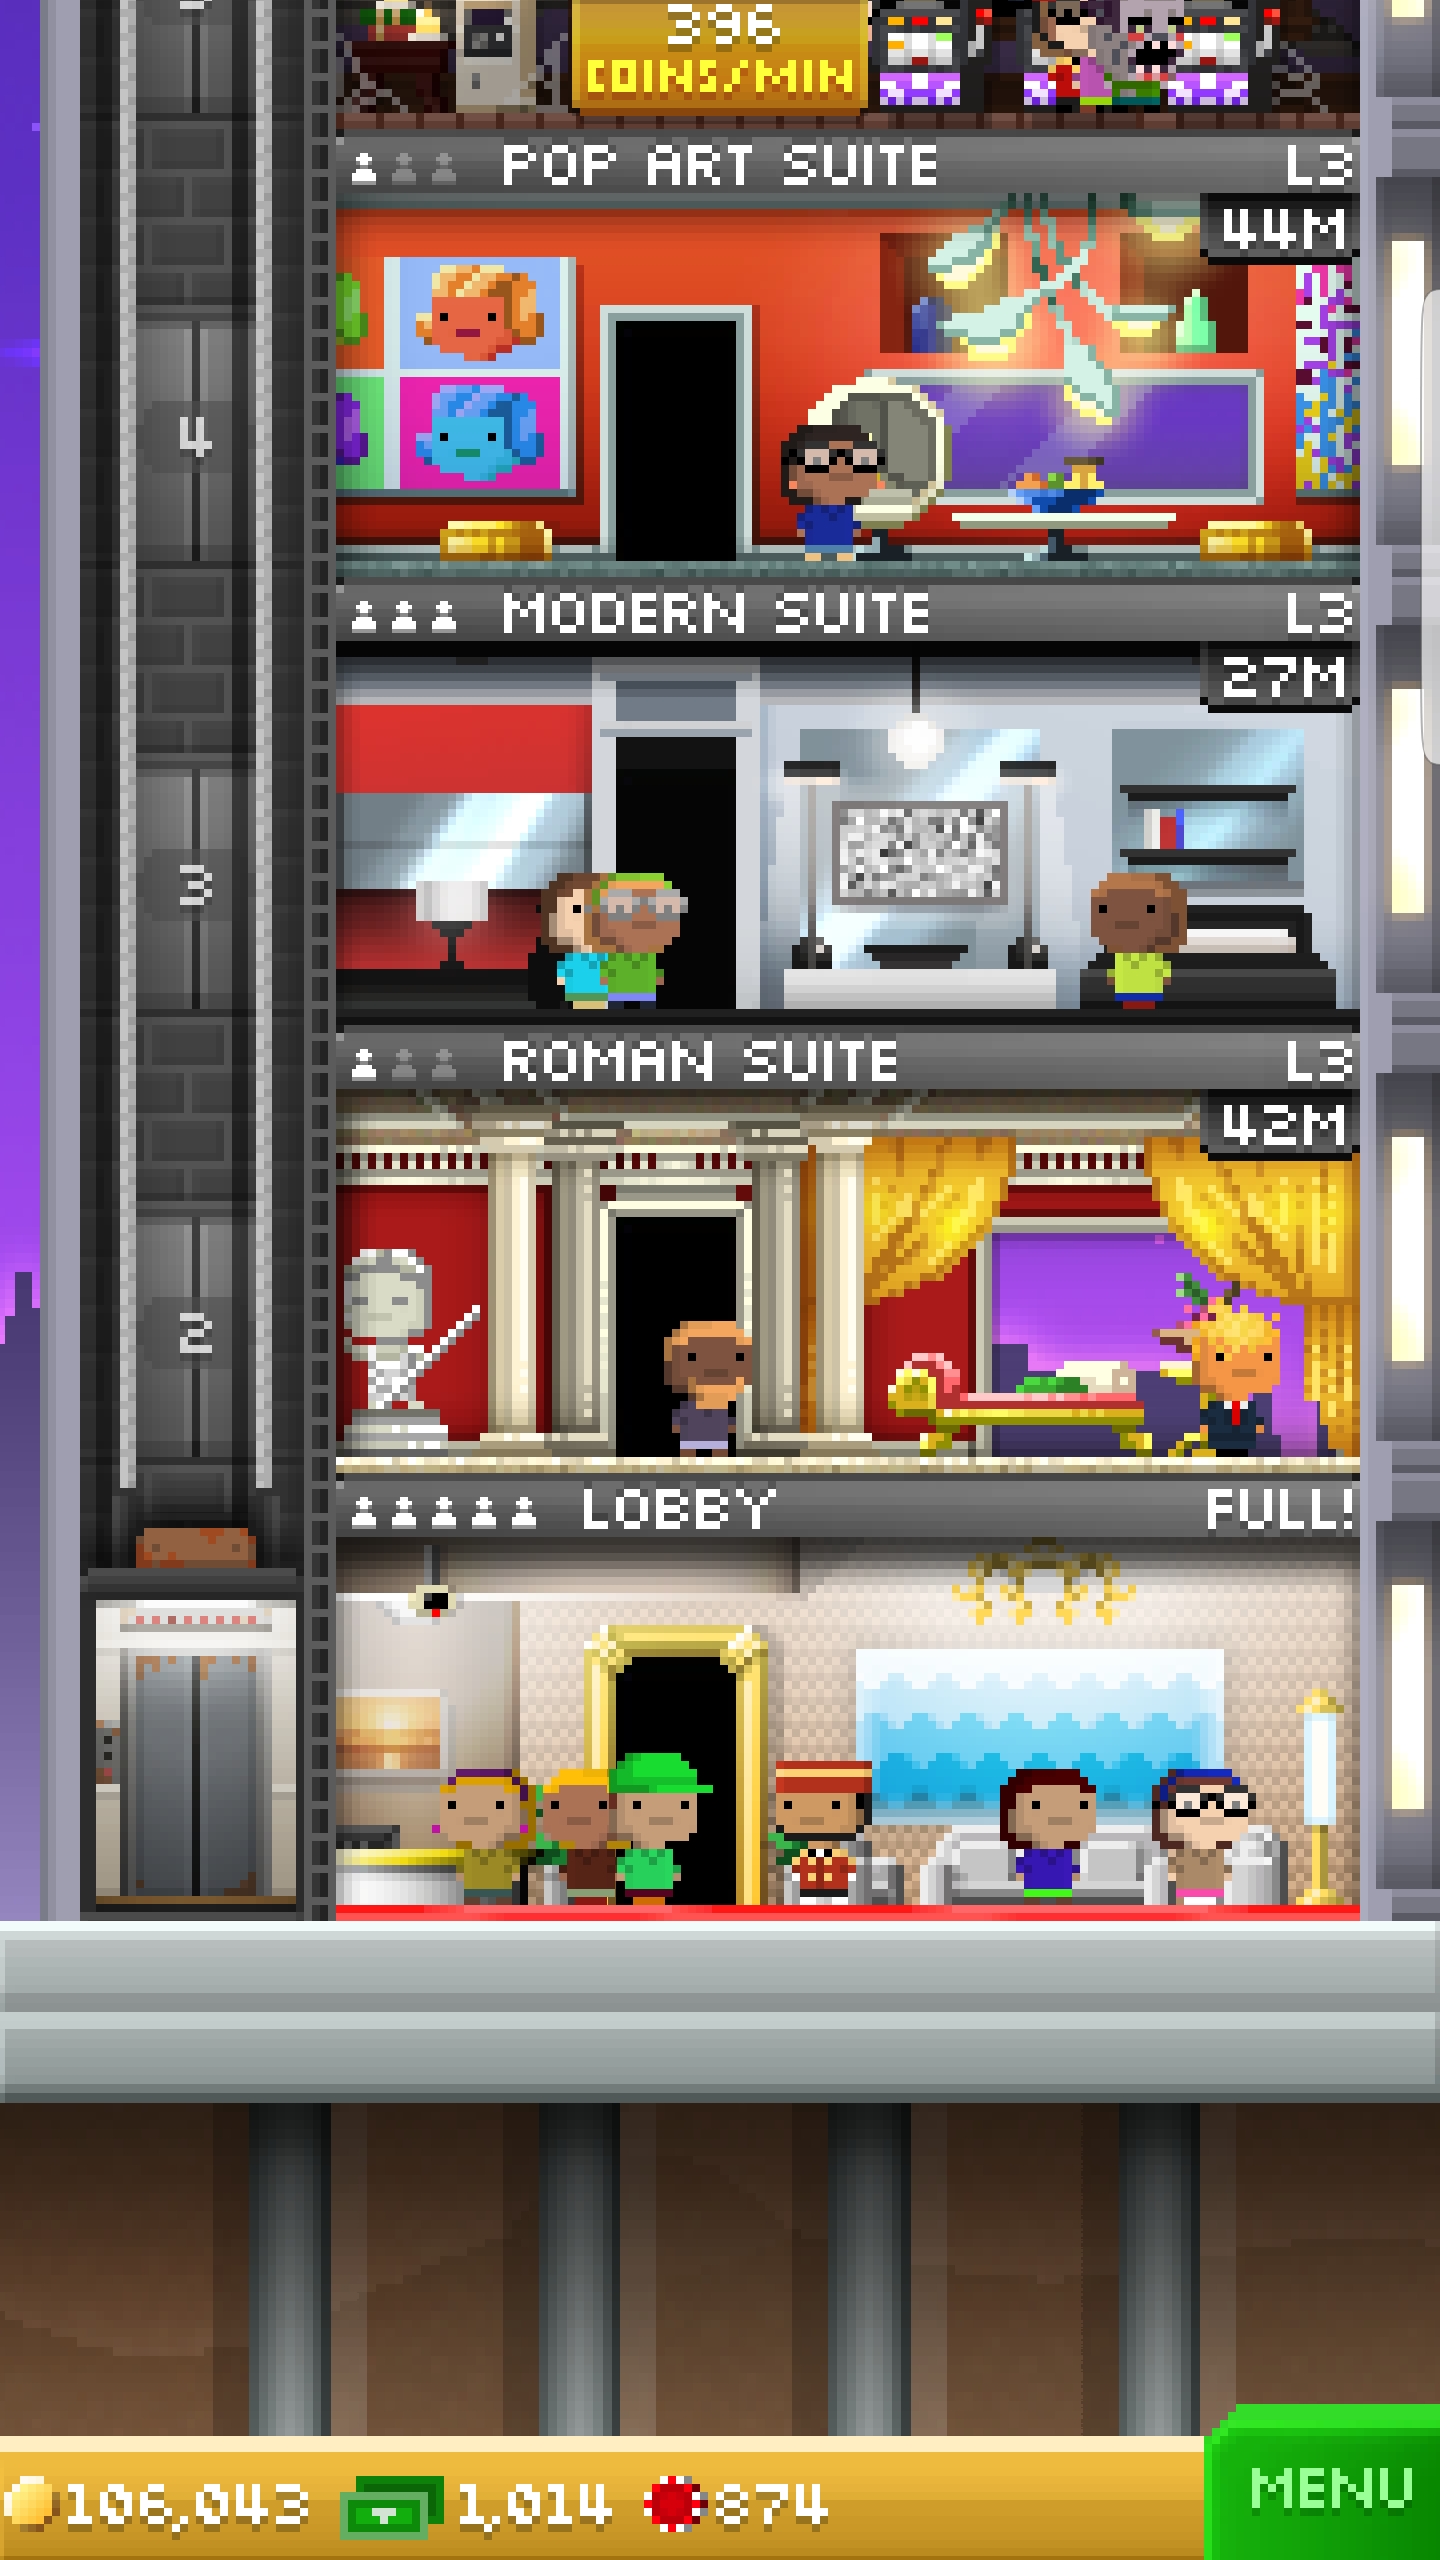 396
COINS/MIN
POP ART SUITE L3
44M
4
MODERN SUITE L3
27M
3
ROMAN SUITE L3
42M
2
LOBBY FULL!
106,043 1,014 874 MENU